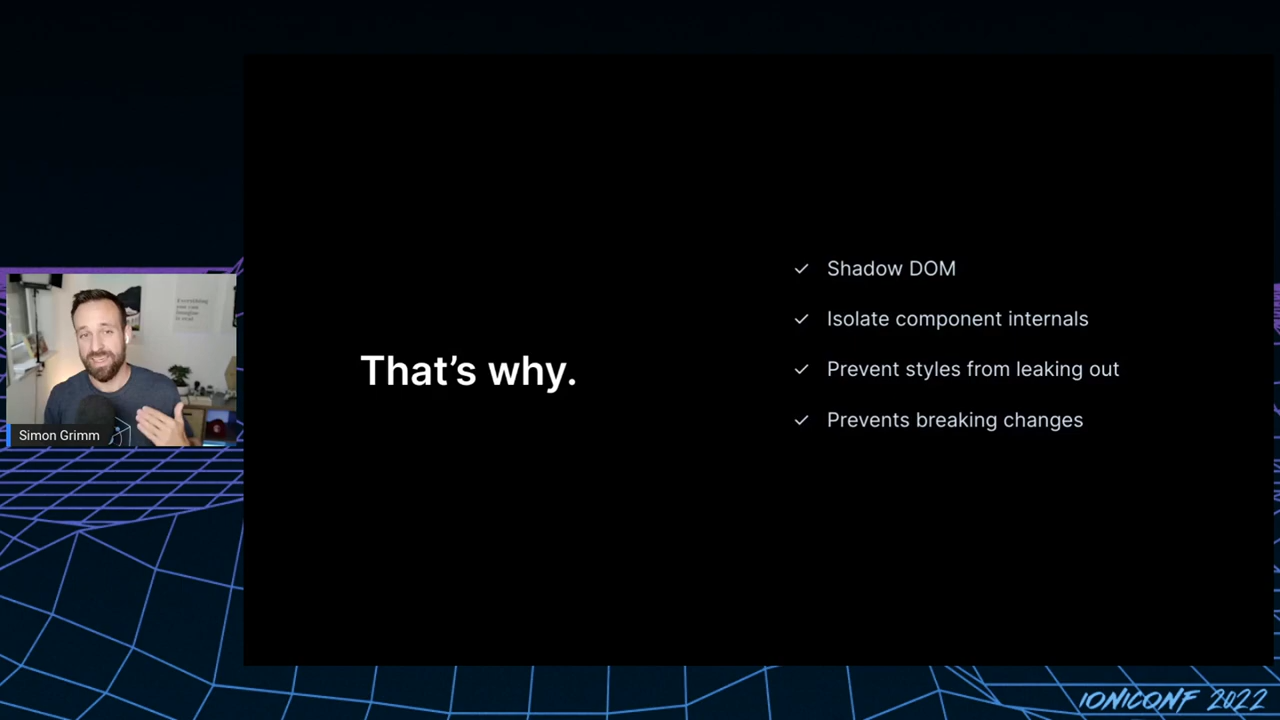 That's why.
Shadow DOM
Isolate component internals
Prevent styles from leaking out
Prevents breaking changes
Simon Grimm
IONICONF 2022